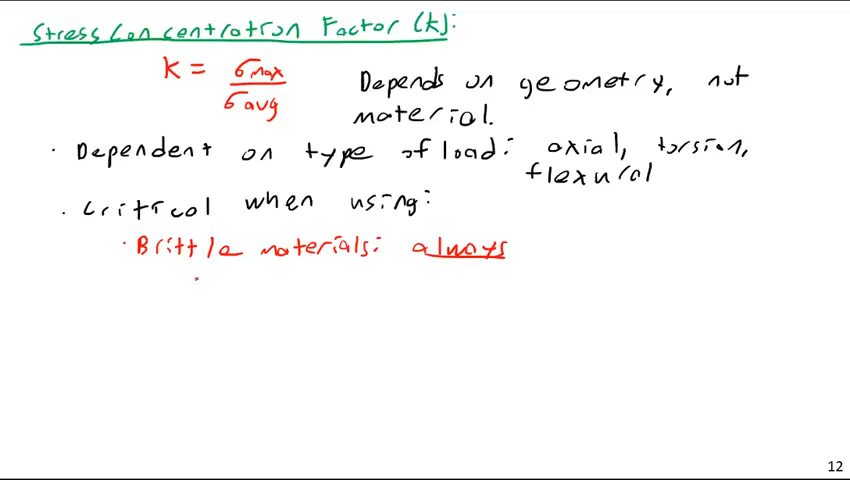 Stress Concentration Factor (k):
K = σmax / σavg
Depends on geometry, not
material.
· Dependent on type of load: axial, torsion,
flexural
· Critical when using:
· Brittle materials: always
12